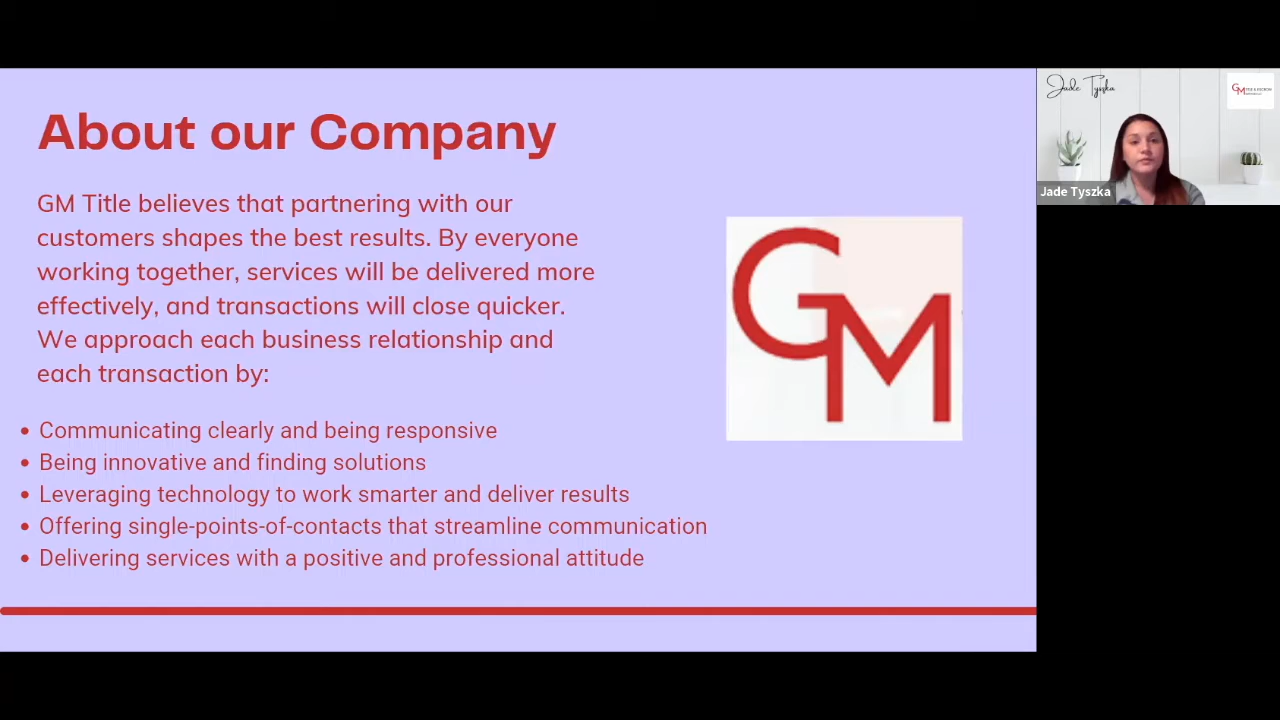 About our Company
GM Title believes that partnering with our
customers shapes the best results. By everyone
working together, services will be delivered more
effectively, and transactions will close quicker.
We approach each business relationship and
each transaction by:
• Communicating clearly and being responsive
• Being innovative and finding solutions
• Leveraging technology to work smarter and deliver results
• Offering single-points-of-contacts that streamline communication
• Delivering services with a positive and professional attitude
GM
Jade Tyszka
GM
Jade Tyszka